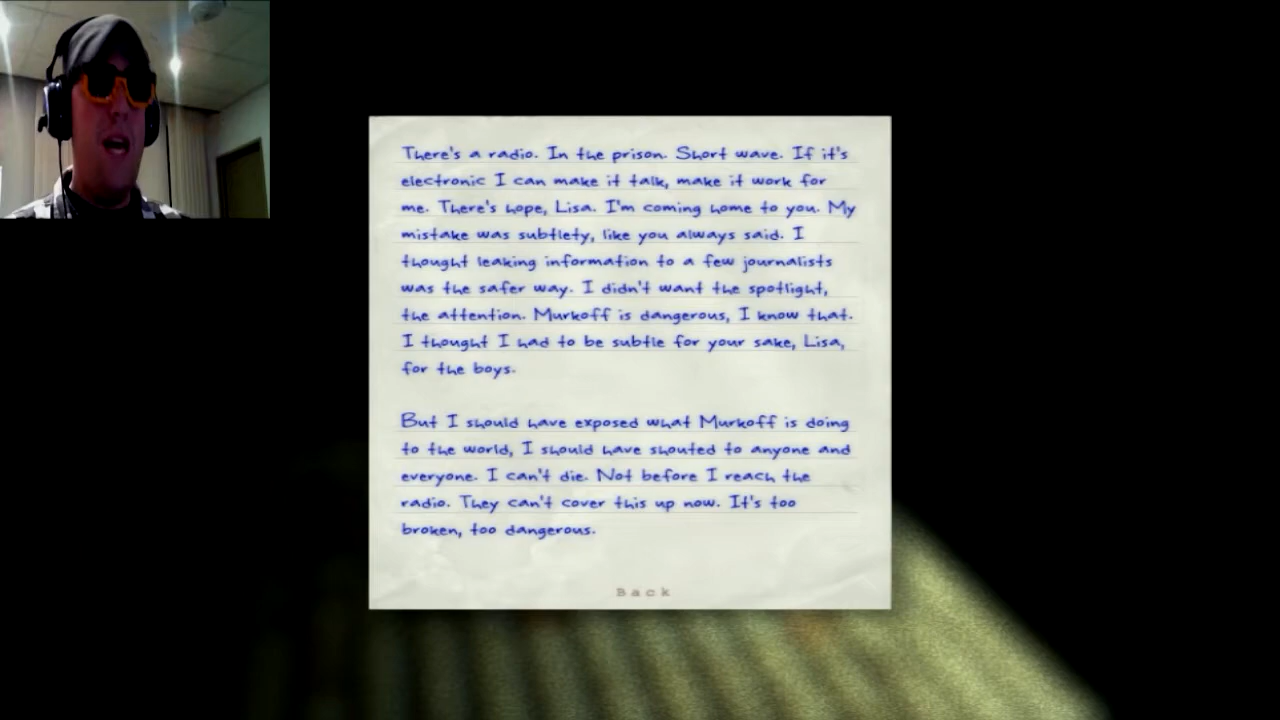 There's a radio. In the prison. Short wave. If it's
electronic I can make it talk, make it work for
me. There's hope, Lisa. I'm coming home to you. My
mistake was subtlety, like you always said. I
thought leaking information to a few journalists
was the safer way. I didn't want the spotlight,
the attention. Murkoff is dangerous, I know that.
I thought I had to be subtle for your sake, Lisa,
for the boys.
But I should have exposed what Murkoff is doing
to the world, I should have shouted to anyone and
everyone. I can't die. Not before I reach the
radio. They can't cover this up now. It's too
broken, too dangerous.
Back